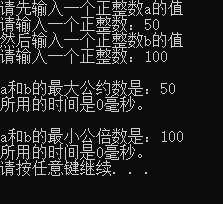 请先输入一个正整数a的值
请输入一个正整数：50
然后输入一个正整数b的值
请输入一个正整数：100
a和b的最大公约数是：50
所用的时间是0毫秒。
a和b的最小公倍数是：100
所用的时间是0毫秒。
请按任意键继续. . .